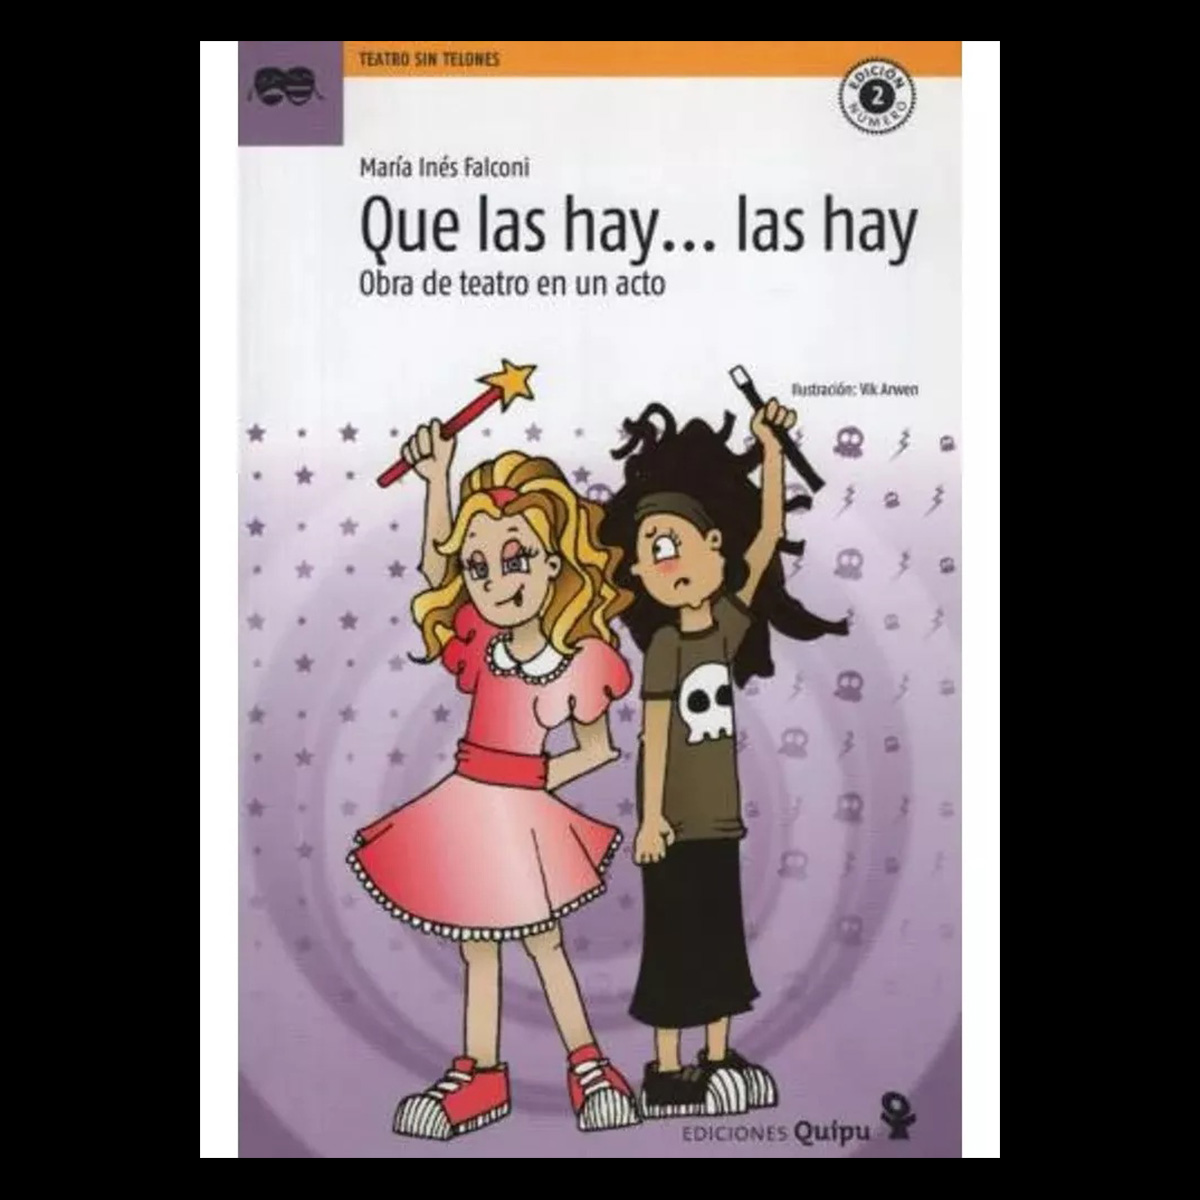 TEATRO SIN TELONES
EDICIÓN
2
NÚMERO
María Inés Falconi
Que las hay... las hay
Obra de teatro en un acto
Ilustración: Vik Arwen
EDICIONES Quipu